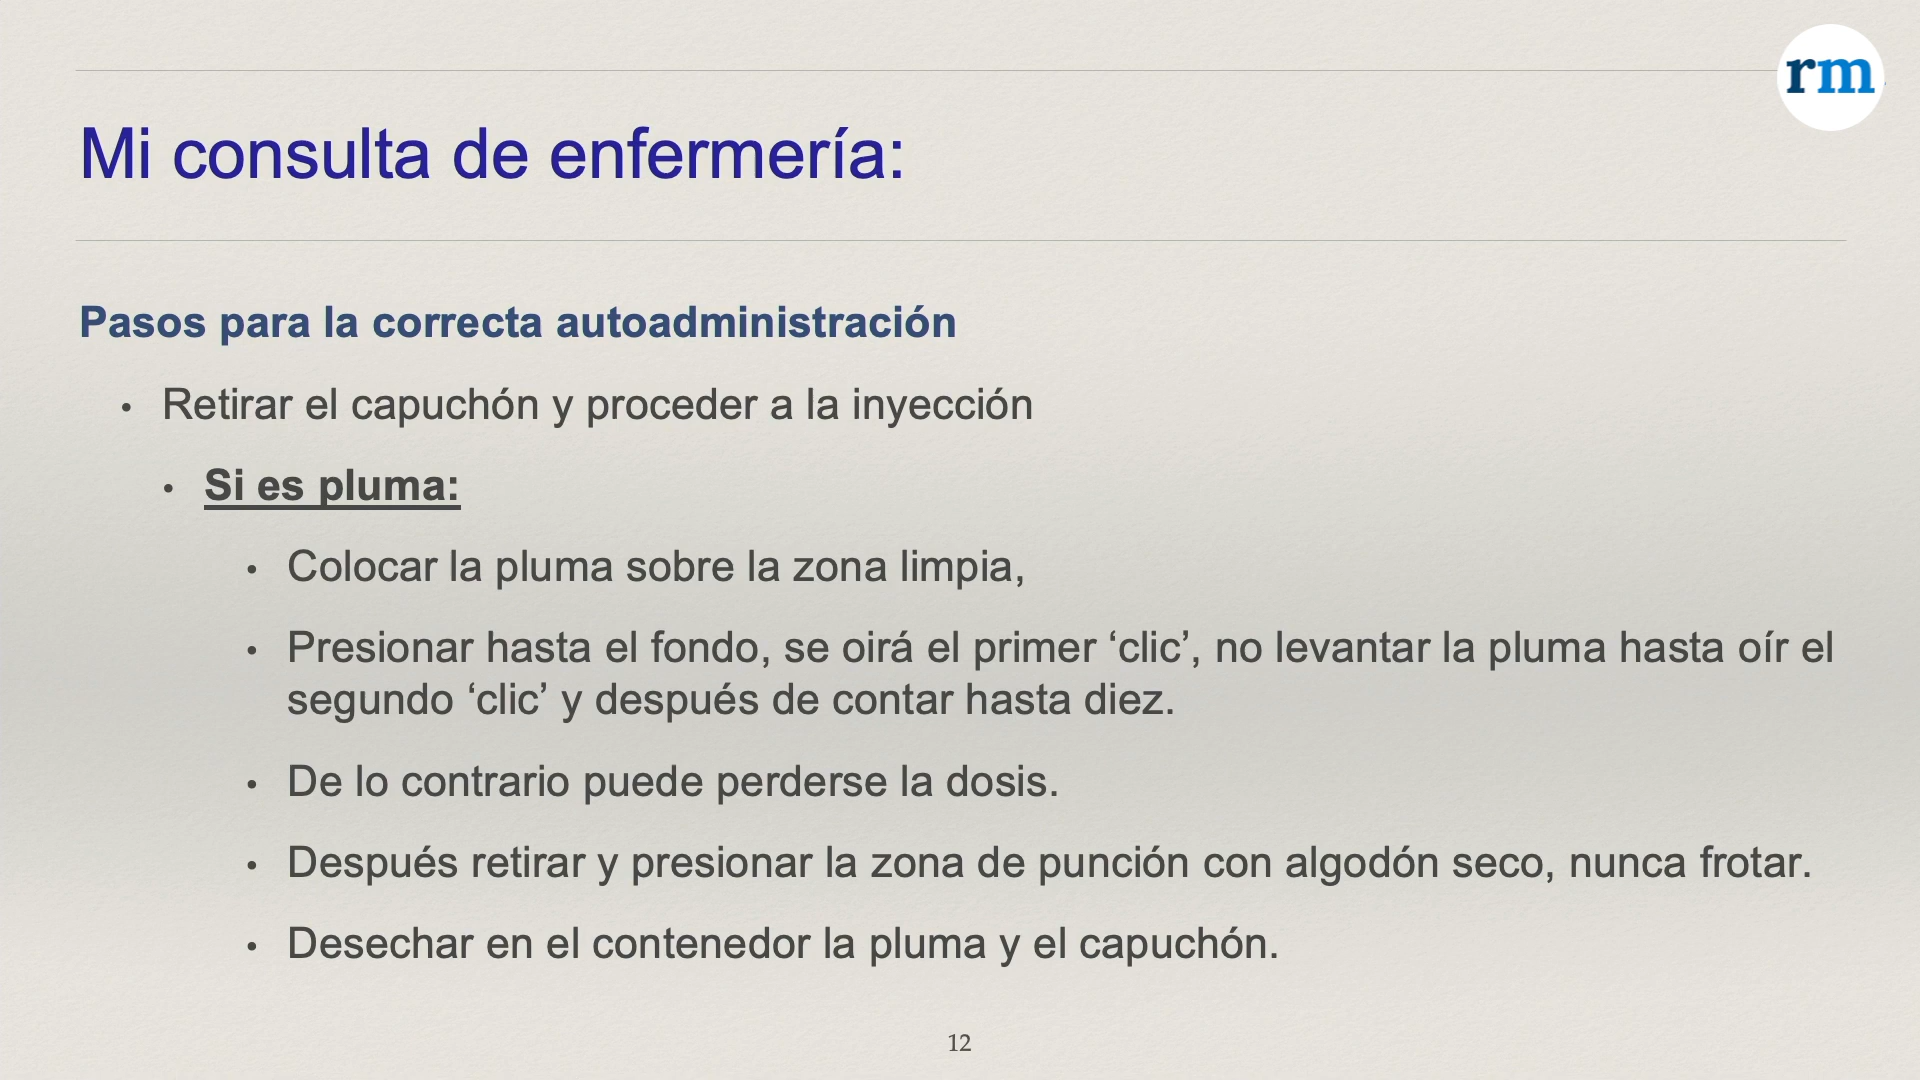 rm
Mi consulta de enfermería:
Pasos para la correcta autoadministración
• Retirar el capuchón y proceder a la inyección
• Si es pluma:
• Colocar la pluma sobre la zona limpia,
• Presionar hasta el fondo, se oirá el primer ‘clic’, no levantar la pluma hasta oír el
segundo ‘clic’ y después de contar hasta diez.
• De lo contrario puede perderse la dosis.
• Después retirar y presionar la zona de punción con algodón seco, nunca frotar.
• Desechar en el contenedor la pluma y el capuchón.
12